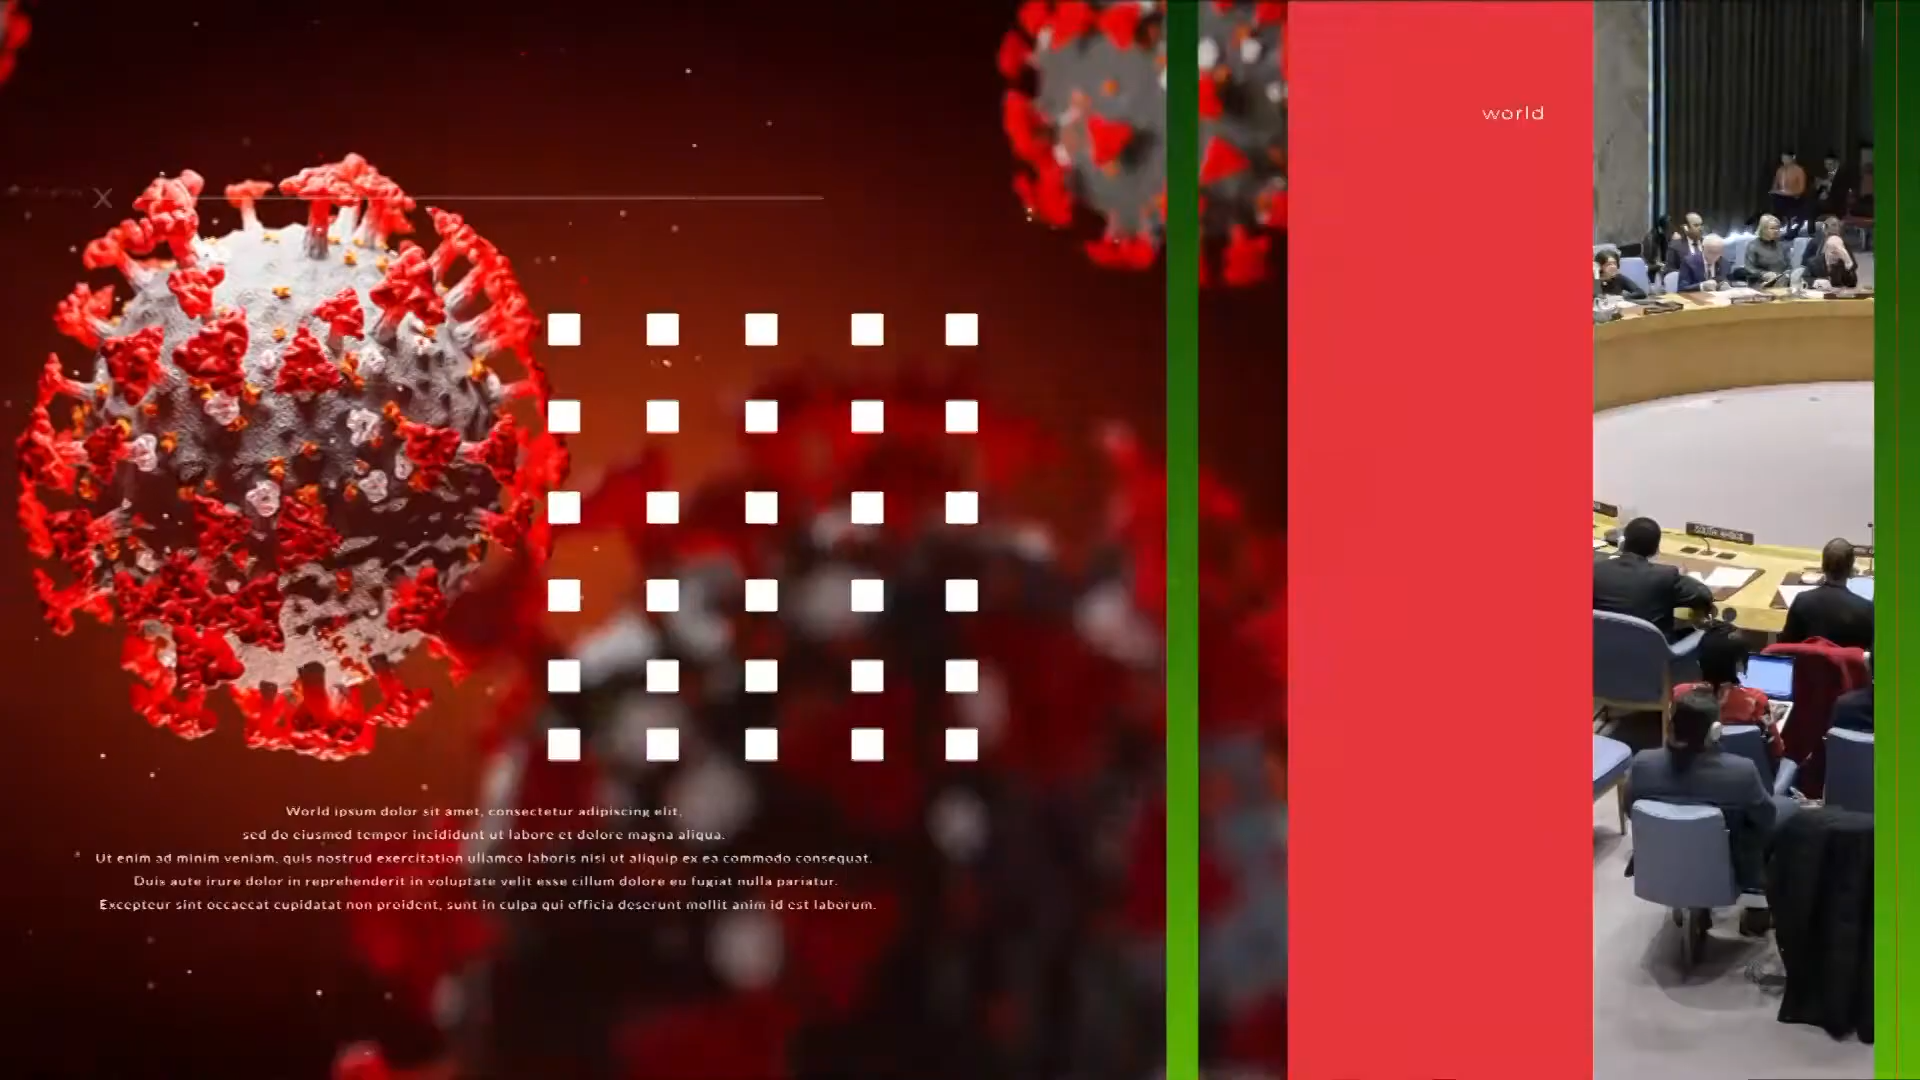 world
SOUTH AFRICA
World ipsum dolor sit amet, consectetur adipiscing elit,
sed do eiusmod tempor incididunt ut labore et dolore magna aliqua.
Ut enim ad minim veniam, quis nostrud exercitation ullamco laboris nisi ut aliquip ex ea commodo consequat.
Duis aute irure dolor in reprehenderit in voluptate velit esse cillum dolore eu fugiat nulla pariatur.
Excepteur sint occaecat cupidatat non proident, sunt in culpa qui officia deserunt mollit anim id est laborum.